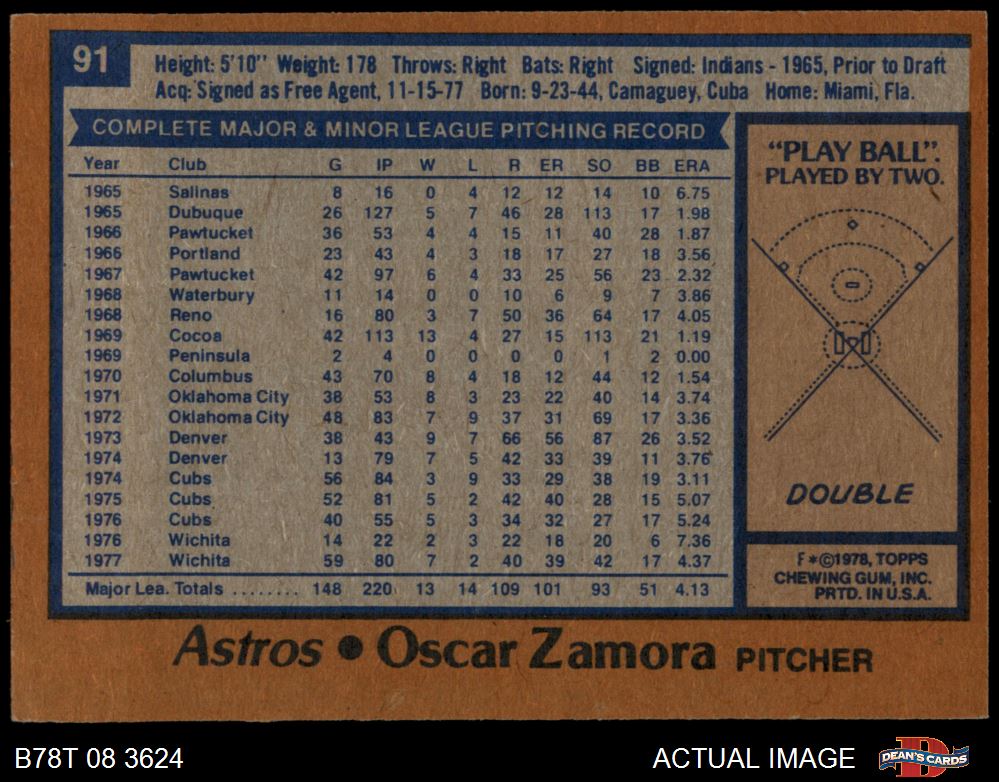 91
Height: 5'10" Weight: 178 Throws: Right Bats: Right Signed: Indians - 1965, Prior to Draft
Acq: Signed as Free Agent, 11-15-77 Born: 9-23-44, Camaguey, Cuba Home: Miami, Fla.
COMPLETE MAJOR & MINOR LEAGUE PITCHING RECORD
Year Club G IP W L R ER SO BB ERA
1965 Salinas 8 16 0 4 12 12 14 10 6.75
1965 Dubuque 26 127 5 7 46 28 113 17 1.98
1966 Pawtucket 36 53 4 4 15 11 40 28 1.87
1966 Portland 23 43 4 3 18 17 27 18 3.56
1967 Pawtucket 42 97 6 4 33 25 56 23 2.32
1968 Waterbury 11 14 0 0 10 6 9 7 3.86
1968 Reno 16 80 3 7 50 36 64 17 4.05
1969 Cocoa 42 113 13 4 27 15 113 21 1.19
1969 Peninsula 2 4 0 0 0 0 1 2 0.00
1970 Columbus 43 70 8 4 18 12 44 12 1.54
1971 Oklahoma City 38 53 8 3 23 22 40 14 3.74
1972 Oklahoma City 48 83 7 9 37 31 69 17 3.36
1973 Denver 38 43 9 7 66 56 87 26 3.52
1974 Denver 13 79 7 5 42 33 39 11 3.76
1974 Cubs 56 84 3 9 33 29 38 19 3.11
1975 Cubs 52 81 5 2 42 40 28 15 5.07
1976 Cubs 40 55 5 3 34 32 27 17 5.24
1976 Wichita 14 22 2 3 22 18 20 6 7.36
1977 Wichita 59 80 7 2 40 39 42 17 4.37
Major Lea. Totals ........ 148 220 13 14 109 101 93 51 4.13
"PLAY BALL".
PLAYED BY TWO.
DOUBLE
F*©1978, TOPPS
CHEWING GUM, INC.
PRTD. IN U.S.A.
Astros • Oscar Zamora PITCHER
B78T 08 3624
ACTUAL IMAGE
DEAN'S CARDS